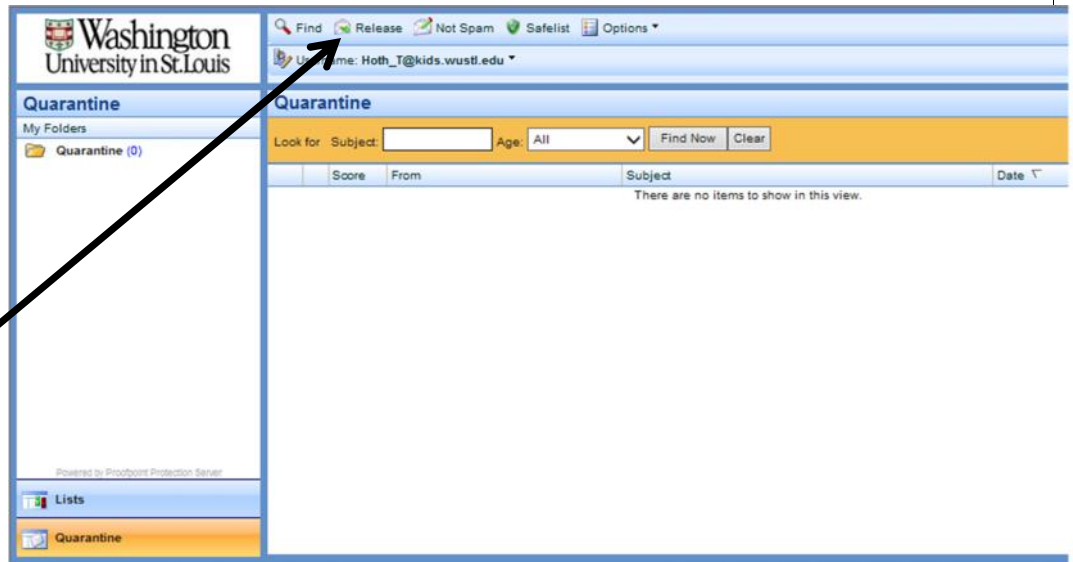 Washington
University in St.Louis
Find Release Not Spam Safelist Options
Username: Hoth_T@kids.wustl.edu
Quarantine
My Folders
Quarantine (0)
Powered by Proofpoint Protection Server
Lists
Quarantine
Quarantine
Look for Subject: Age: All Find Now Clear
Score From Subject Date
There are no items to show in this view.